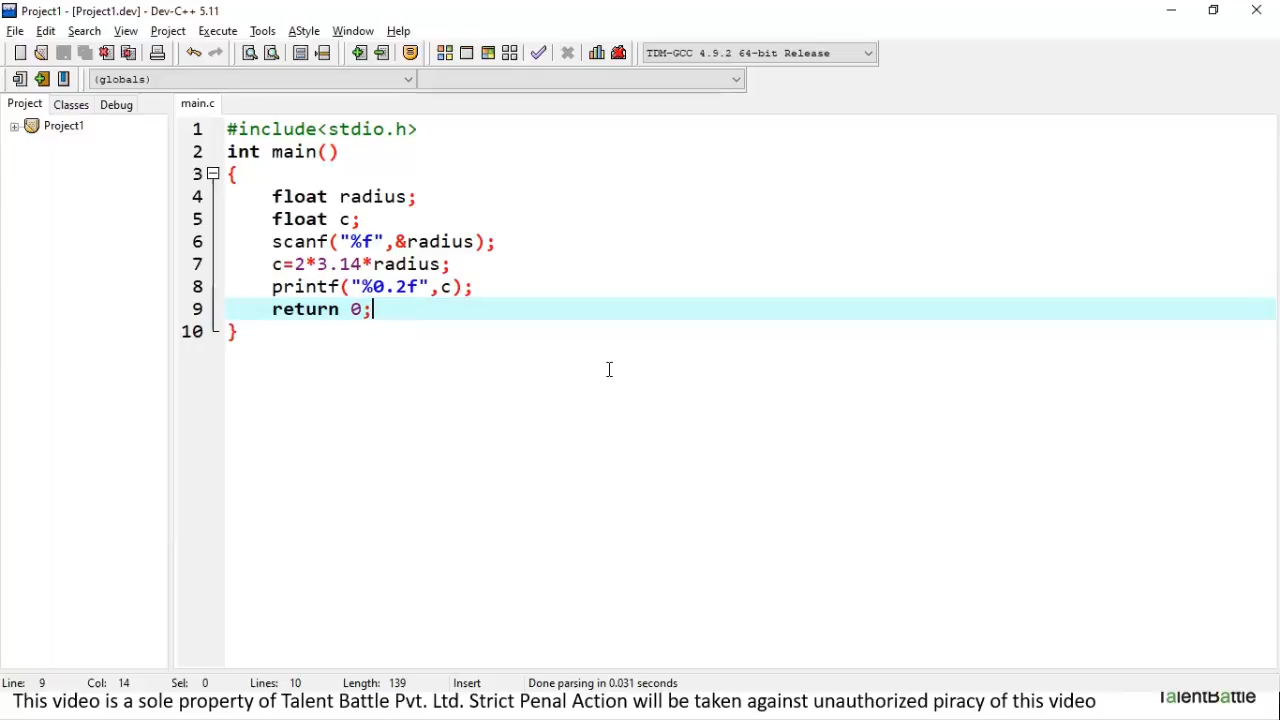 Project1 - [Project1.dev] - Dev-C++ 5.11
File Edit Search View Project Execute Tools AStyle Window Help
TDM-GCC 4.9.2 64-bit Release
(globals)
Project Classes Debug main.c
Project1
1 #include<stdio.h>
2 int main()
3 {
4 float radius;
5 float c;
6 scanf("%f",&radius);
7 c=2*3.14*radius;
8 printf("%0.2f",c);
9 return 0;
10 }
Line: 9 Col: 14 Sel: 0 Lines: 10 Length: 139 Insert Done parsing in 0.031 seconds
This video is a sole property of Talent Battle Pvt. Ltd. Strict Penal Action will be taken against unauthorized piracy of this video
TalentBattle